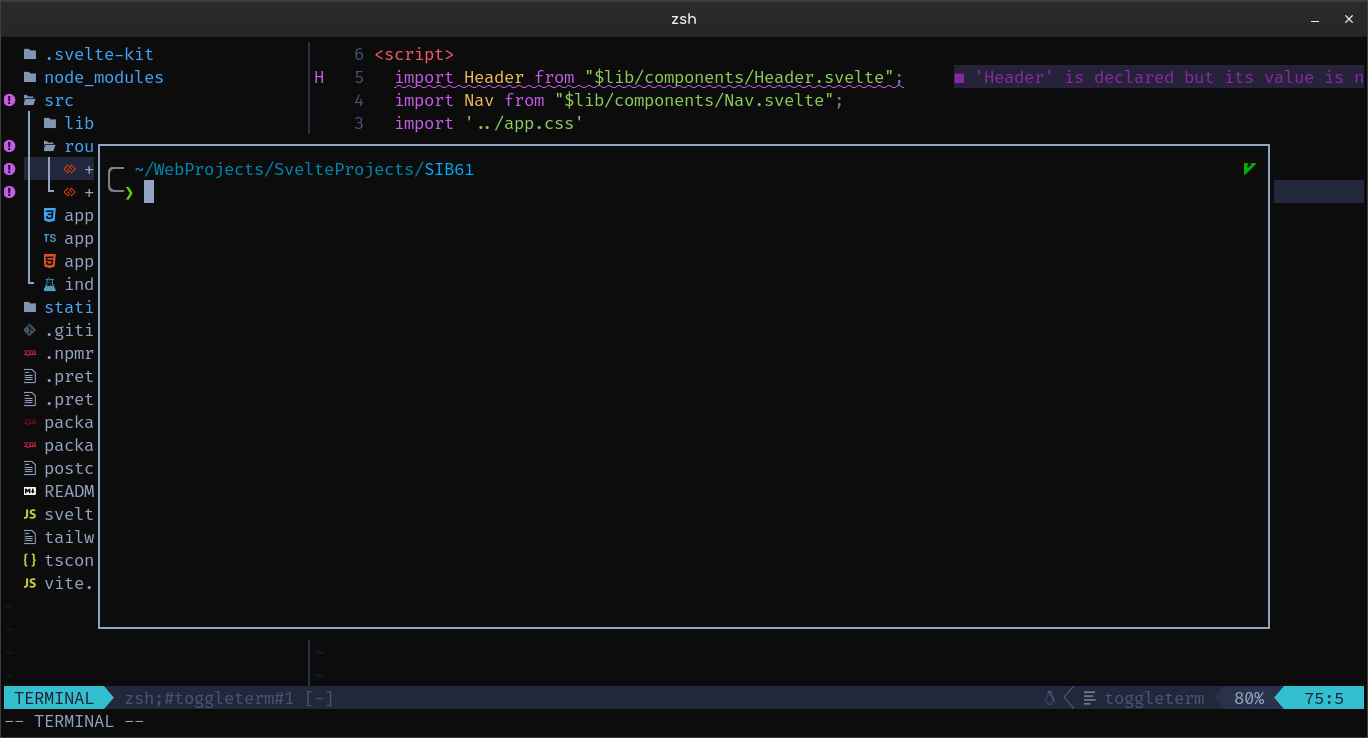 zsh
.svelte-kit
node_modules
src
lib
rou
+
+
app
TS app
app
ind
stati
.giti
.npmr
.pret
.pret
packa
packa
postc
READM
JS svelt
tailw
{} tscon
JS vite.
~
~
~
~
6 <script>
H 5 import Header from "$lib/components/Header.svelte"; ■ 'Header' is declared but its value is n
4 import Nav from "$lib/components/Nav.svelte";
3 import '../app.css'
~/WebProjects/SvelteProjects/SIB61
❯
~
~
TERMINAL zsh;#toggleterm#1 [-] toggleterm 80% 75:5
-- TERMINAL --